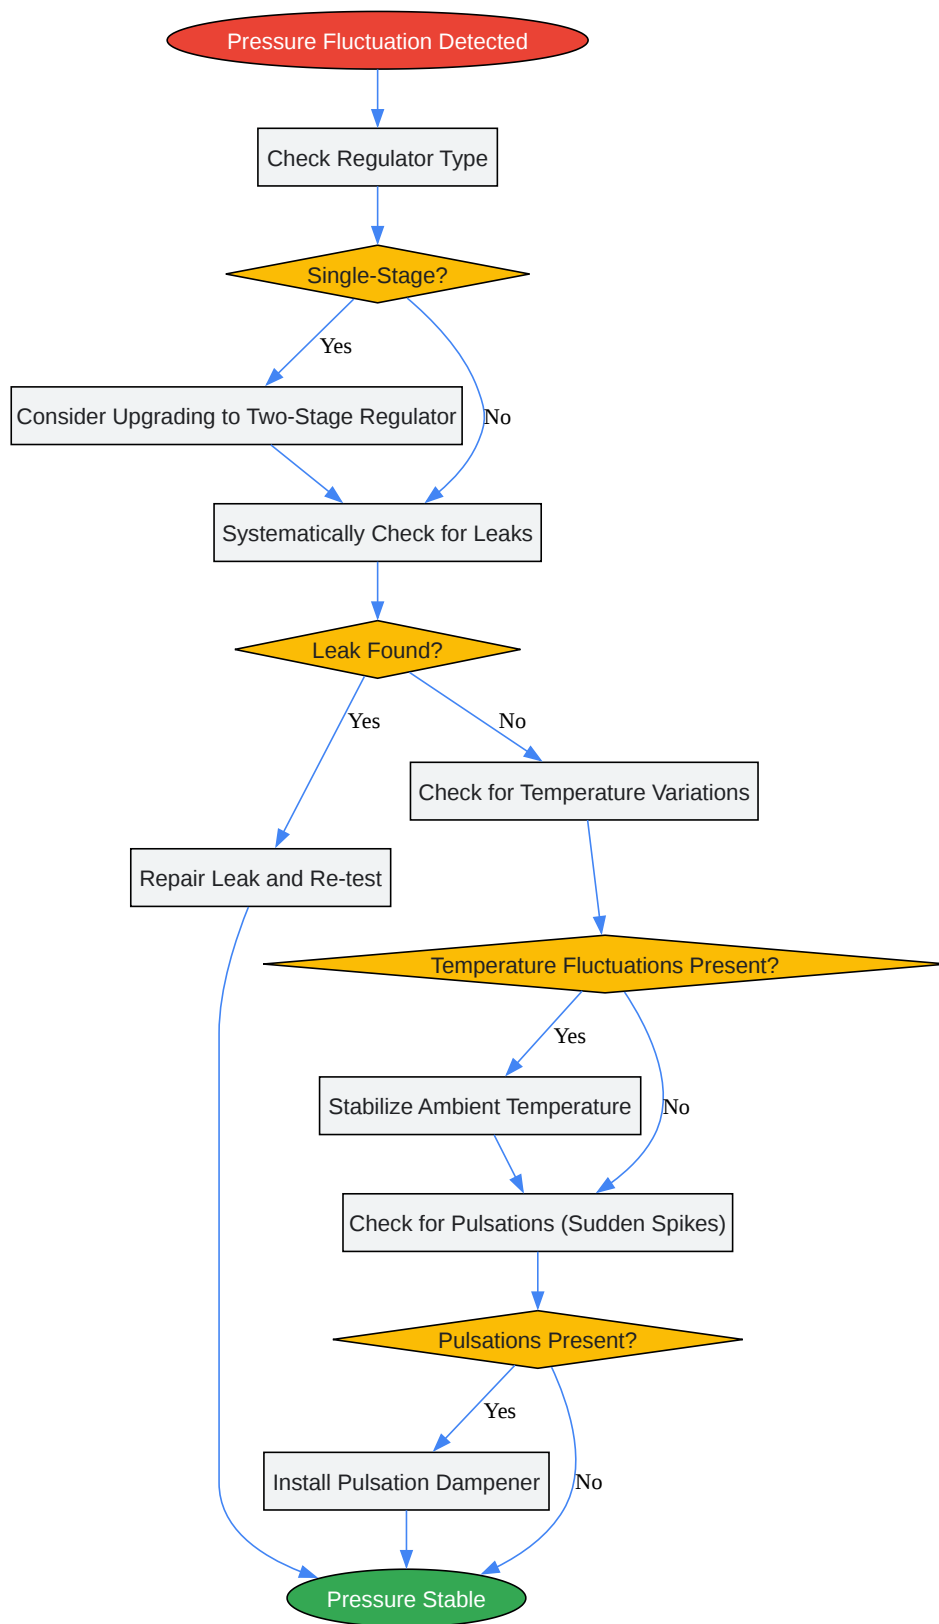 Pressure Fluctuation Detected
Check Regulator Type
Single-Stage?
Yes
Consider Upgrading to Two-Stage Regulator
No
Systematically Check for Leaks
Leak Found?
Yes
No
Check for Temperature Variations
Repair Leak and Re-test
Temperature Fluctuations Present?
Yes
Stabilize Ambient Temperature
No
Check for Pulsations (Sudden Spikes)
Pulsations Present?
Yes
Install Pulsation Dampener
No
Pressure Stable